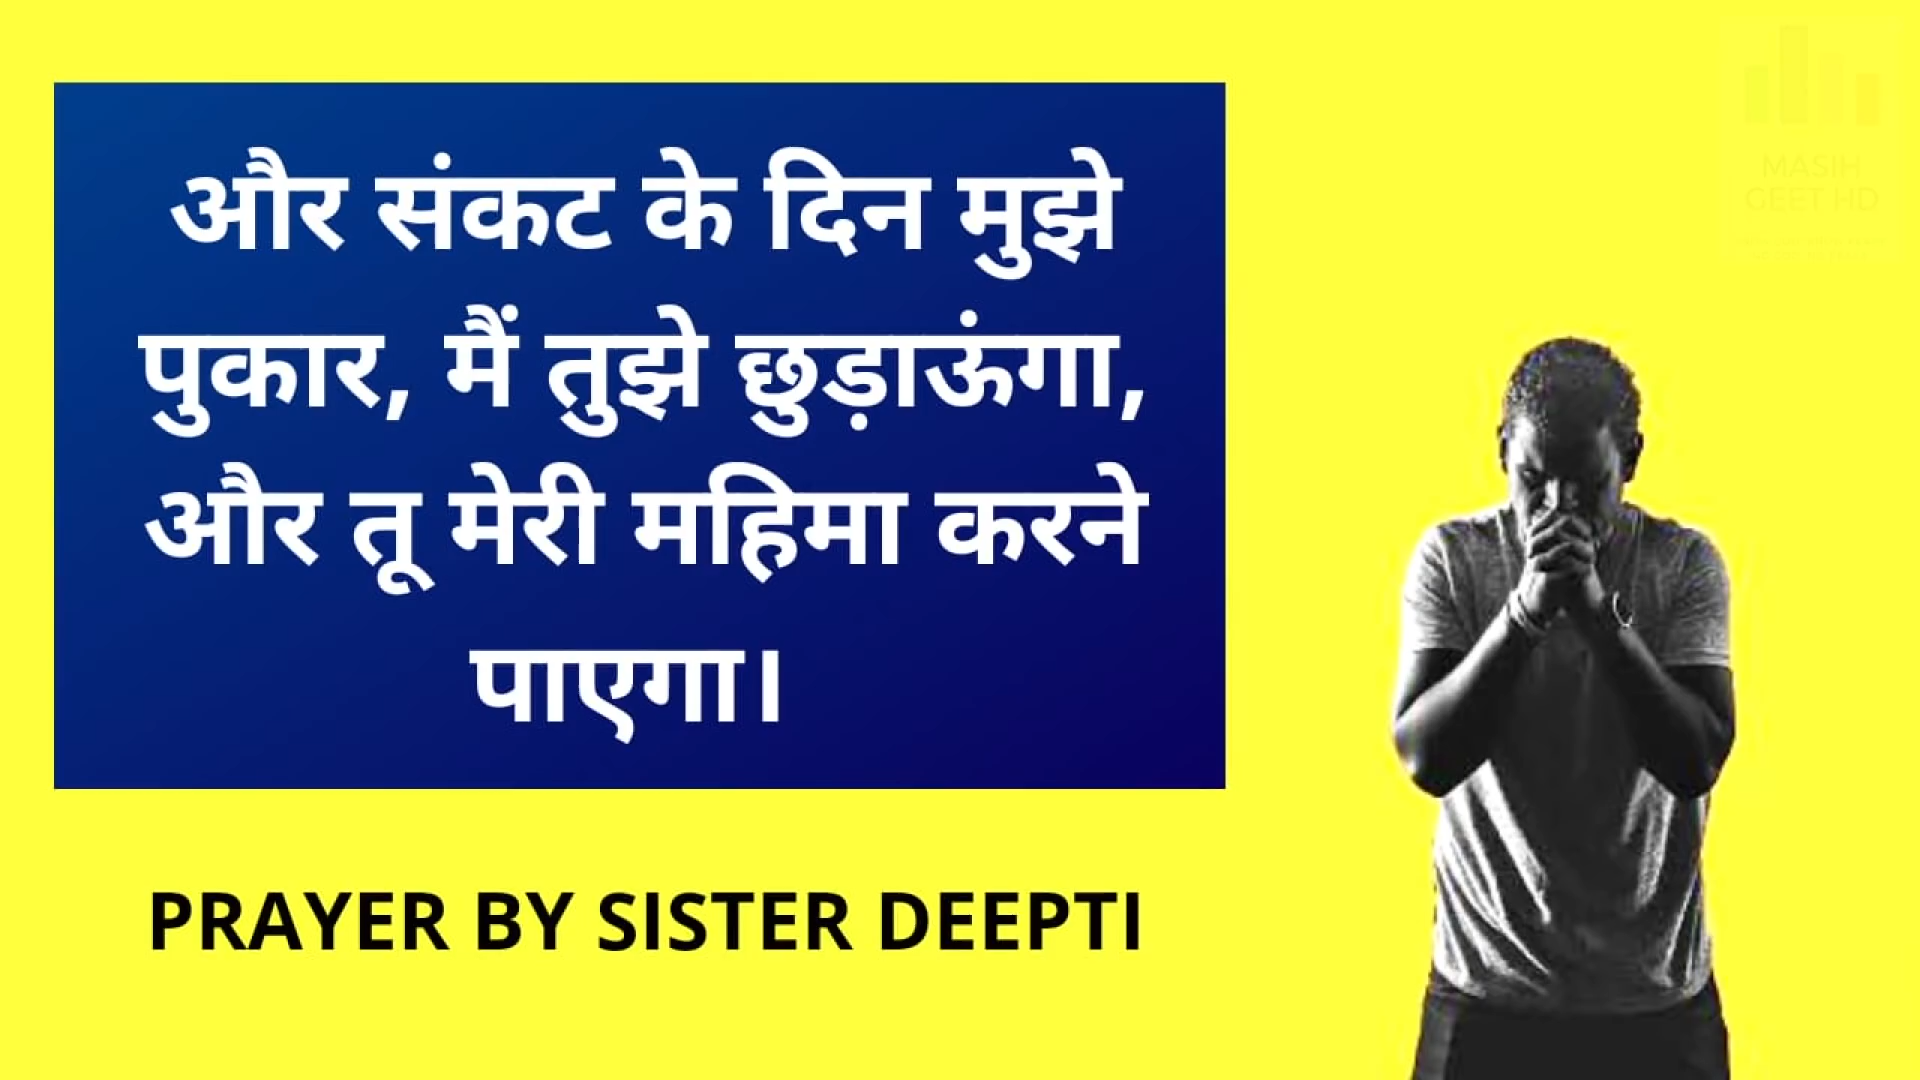 और संकट के दिन मुझे
पुकार, मैं तुझे छुड़ाऊंगा,
और तू मेरी महिमा करने
पाएगा।
PRAYER BY SISTER DEEPTI
MASIH
GEET HD